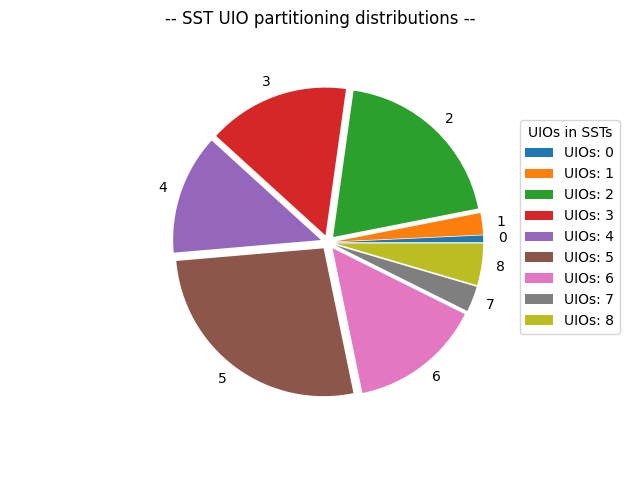 -- SST UIO partitioning distributions --
3
2
4
1
0
8
7
5
6
UIOs in SSTs
UIOs: 0
UIOs: 1
UIOs: 2
UIOs: 3
UIOs: 4
UIOs: 5
UIOs: 6
UIOs: 7
UIOs: 8